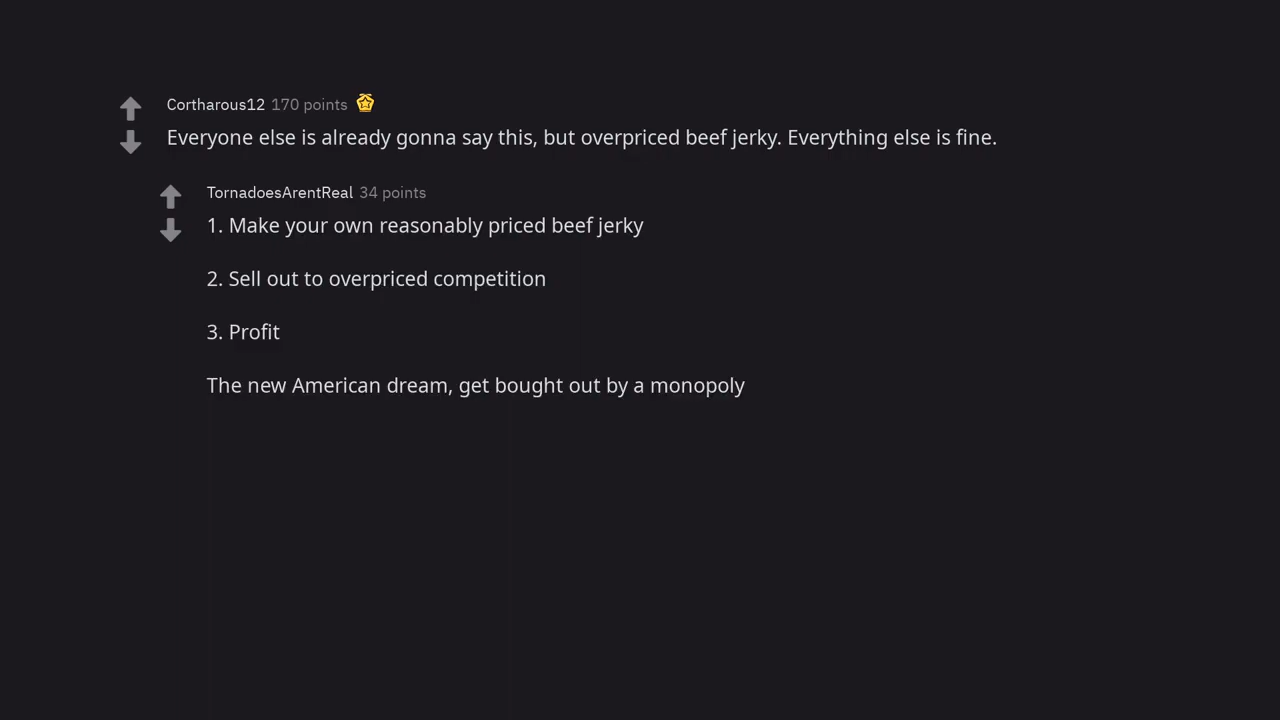 Cortharous12 170 points
Everyone else is already gonna say this, but overpriced beef jerky. Everything else is fine.
TornadoesArentReal 34 points
1. Make your own reasonably priced beef jerky
2. Sell out to overpriced competition
3. Profit
The new American dream, get bought out by a monopoly